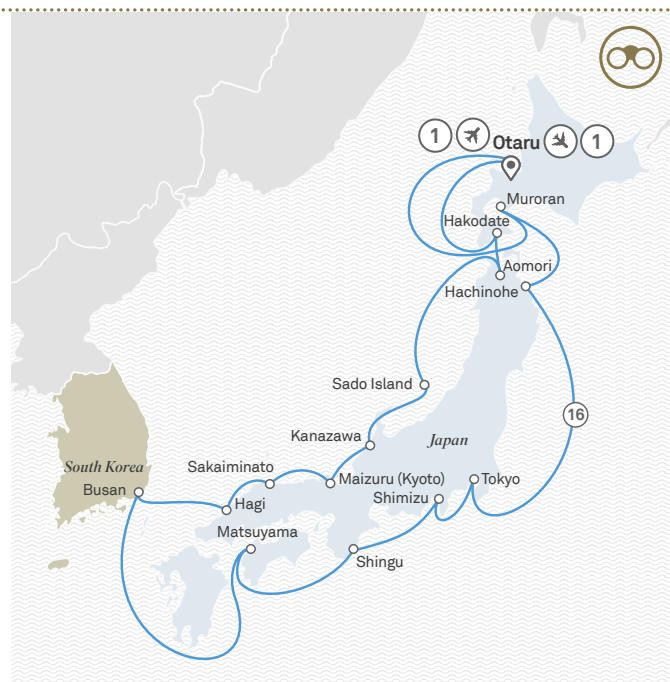 1 Otaru 1
Muroran
Hakodate
Aomori
Hachinohe
Sado Island
16
Kanazawa
Japan
South Korea
Sakaiminato
Maizuru (Kyoto)
Tokyo
Busan
Shimizu
Hagi
Matsuyama
Shingu